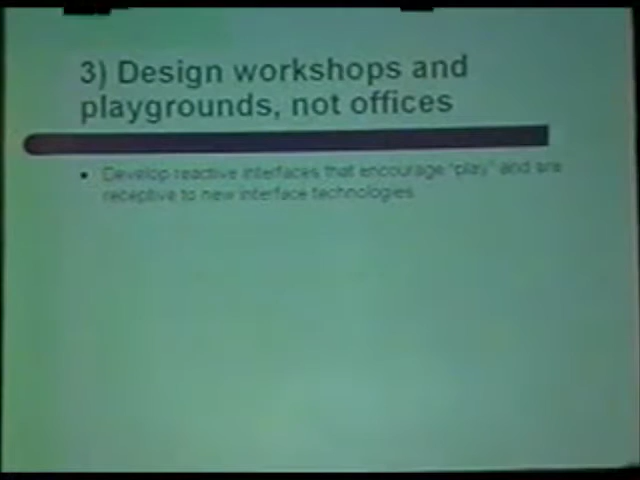 3) Design workshops and
playgrounds, not offices
• Develop reactive interfaces that encourage "play" and are
receptive to new interface technologies